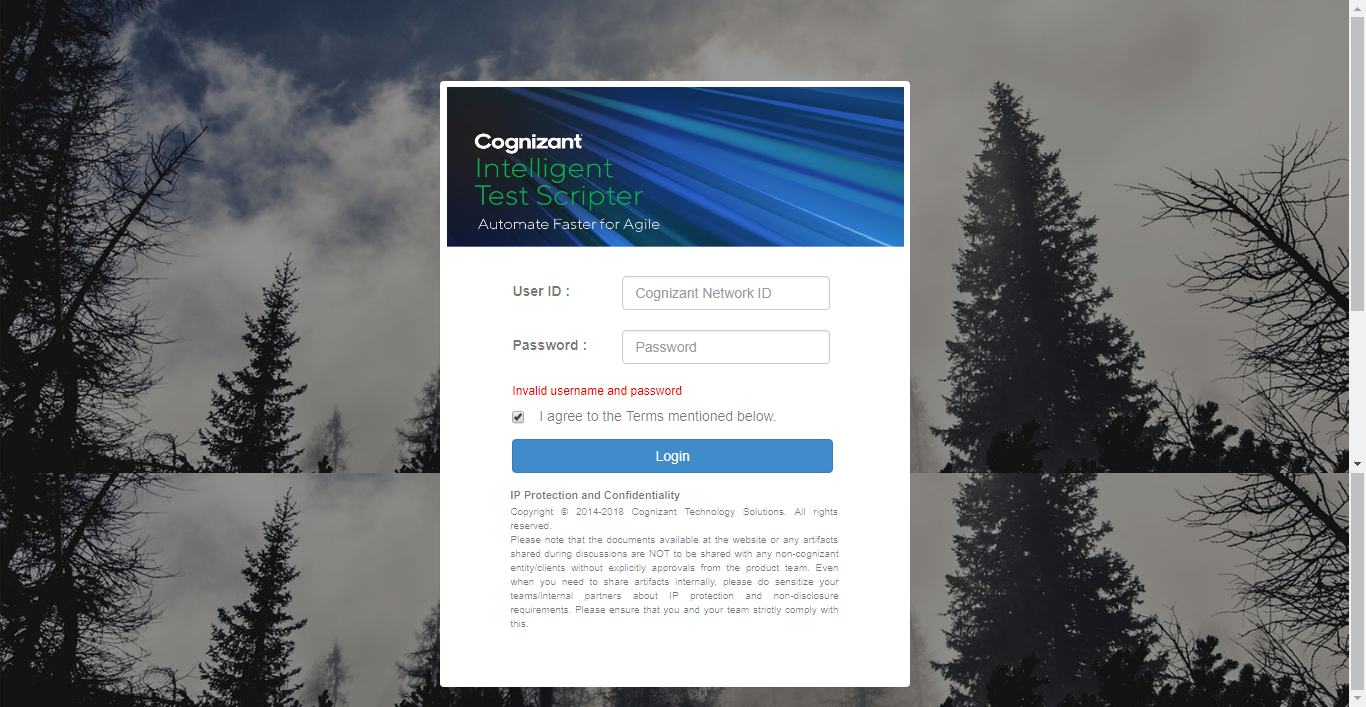 Cognizant
Intelligent
Test Scripter
Automate Faster for Agile
User ID :
Cognizant Network ID
Password :
Password
Invalid username and password
I agree to the Terms mentioned below.
Login
IP Protection and Confidentiality
Copyright © 2014-2018 Cognizant Technology Solutions. All rights
reserved.
Please note that the documents available at the website or any artifacts
shared during discussions are NOT to be shared with any non-cognizant
entity/clients without explicitly approvals from the product team. Even
when you need to share artifacts internally, please do sensitize your
teams/internal partners about IP protection and non-disclosure
requirements. Please ensure that you and your team strictly comply with
this.